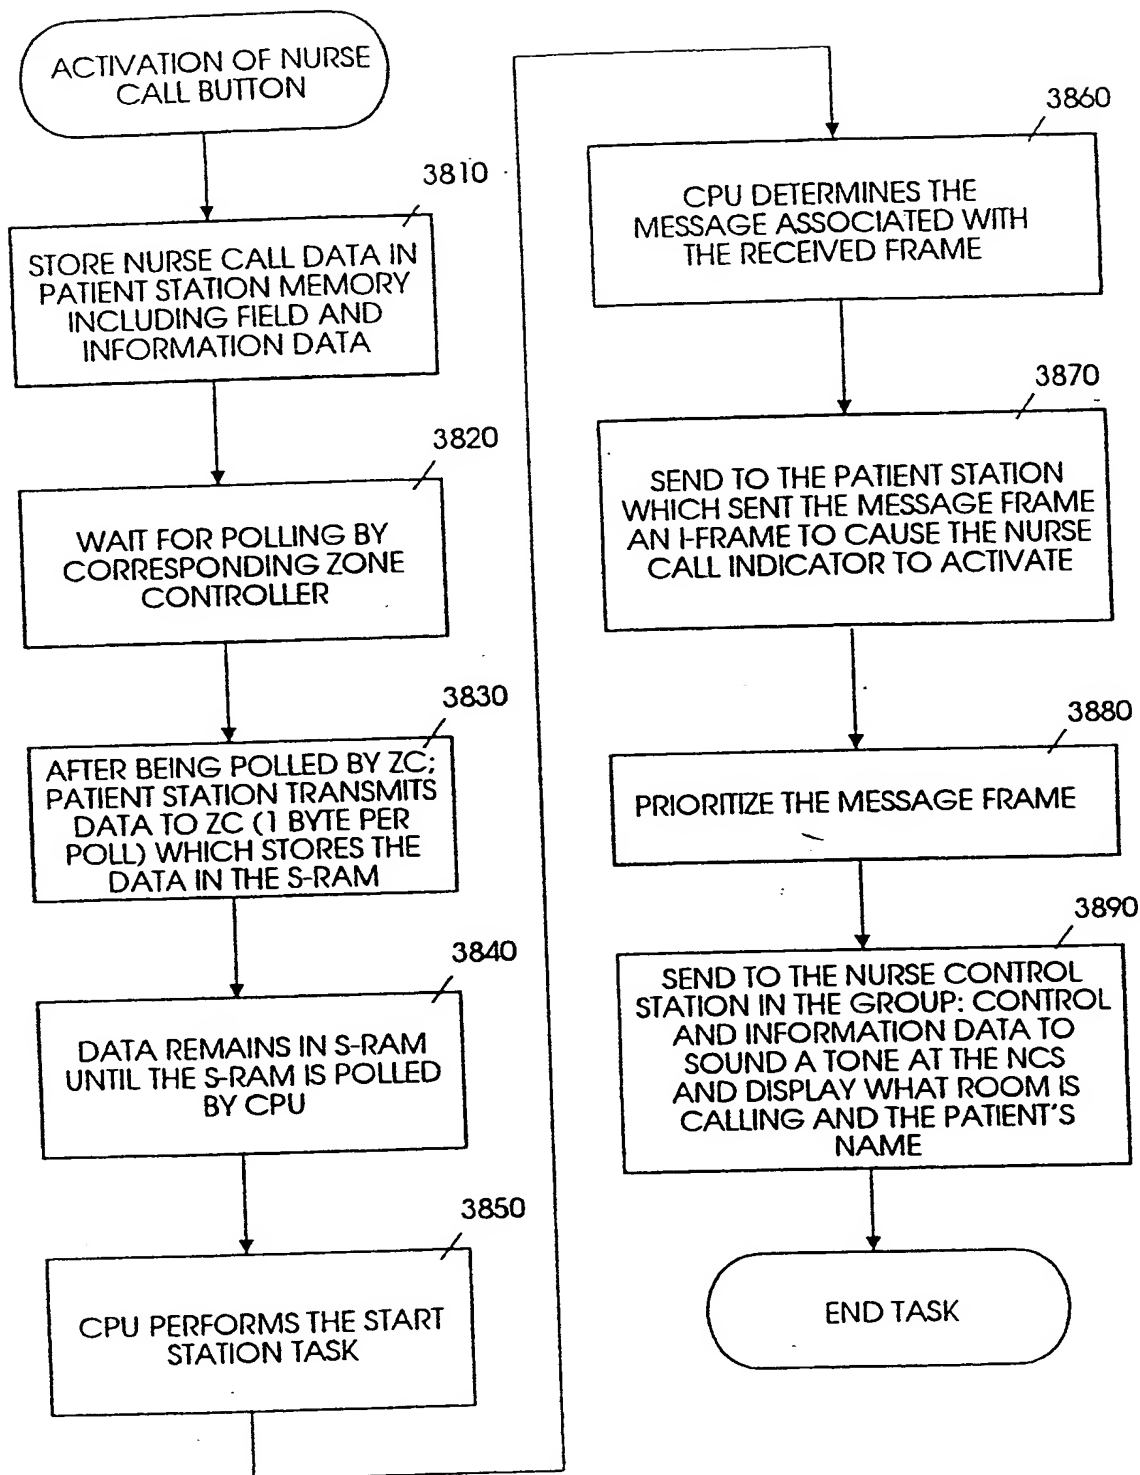 ACTIVATION OF NURSE
CALL BUTTON
3810
STORE NURSE CALL DATA IN
PATIENT STATION MEMORY
INCLUDING FIELD AND
INFORMATION DATA
3820
WAIT FOR POLLING BY
CORRESPONDING ZONE
CONTROLLER
3830
AFTER BEING POLLED BY ZC;
PATIENT STATION TRANSMITS
DATA TO ZC (1 BYTE PER
POLL) WHICH STORES THE
DATA IN THE S-RAM
3840
DATA REMAINS IN S-RAM
UNTIL THE S-RAM IS POLLED
BY CPU
3850
CPU PERFORMS THE START
STATION TASK
3860
CPU DETERMINES THE
MESSAGE ASSOCIATED WITH
THE RECEIVED FRAME
3870
SEND TO THE PATIENT STATION
WHICH SENT THE MESSAGE FRAME
AN I-FRAME TO CAUSE THE NURSE
CALL INDICATOR TO ACTIVATE
3880
PRIORITIZE THE MESSAGE FRAME
3890
SEND TO THE NURSE CONTROL
STATION IN THE GROUP: CONTROL
AND INFORMATION DATA TO
SOUND A TONE AT THE NCS
AND DISPLAY WHAT ROOM IS
CALLING AND THE PATIENT'S
NAME
END TASK